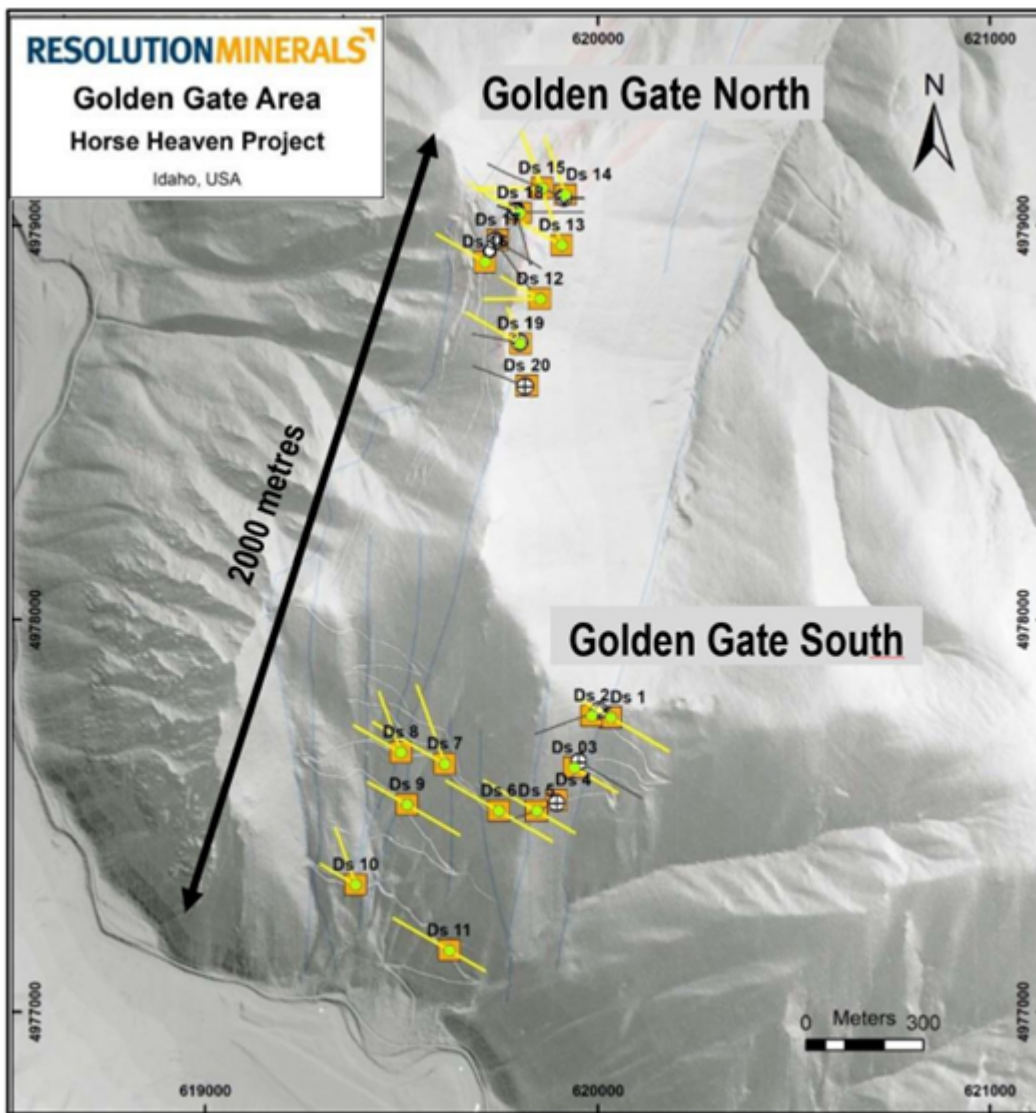 RESOLUTIONMINERALS
Golden Gate Area
Horse Heaven Project
Idaho, USA
620000
621000
Golden Gate North
N
Ds 15
Ds 14
Ds 18
4979000
4979000
Ds 17
Ds 13
Ds 12
Ds 19
Ds 20
2000 metres
4978000
4978000
Golden Gate South
Ds 2
Ds 1
Ds 8
Ds 7
Ds 03
Ds 4
Ds 9
Ds 6
Ds 5
Ds 10
Ds 11
4977000
4977000
0 Meters 300
619000
620000
621000